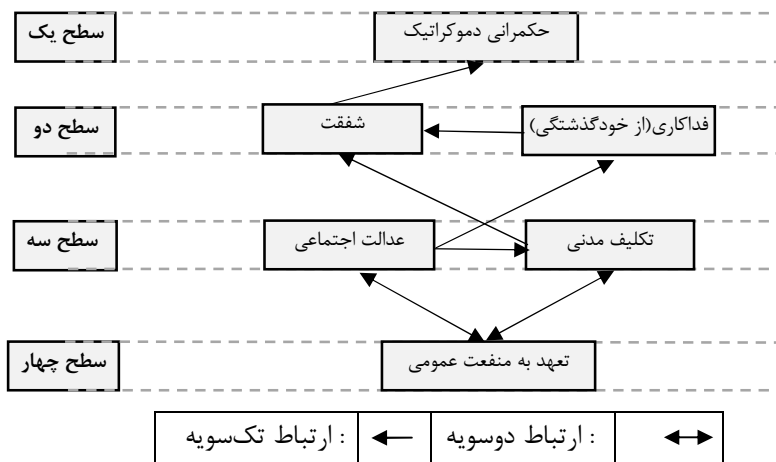 سطح یک
حکمرانی دموکراتیک
سطح دو
شفقت
فداکاری(از خودگذشتگی)
سطح سه
عدالت اجتماعی
تکلیف مدنی
سطح چهار
تعهد به منفعت عمومی
: ارتباط دوسویه
: ارتباط تک‌سویه